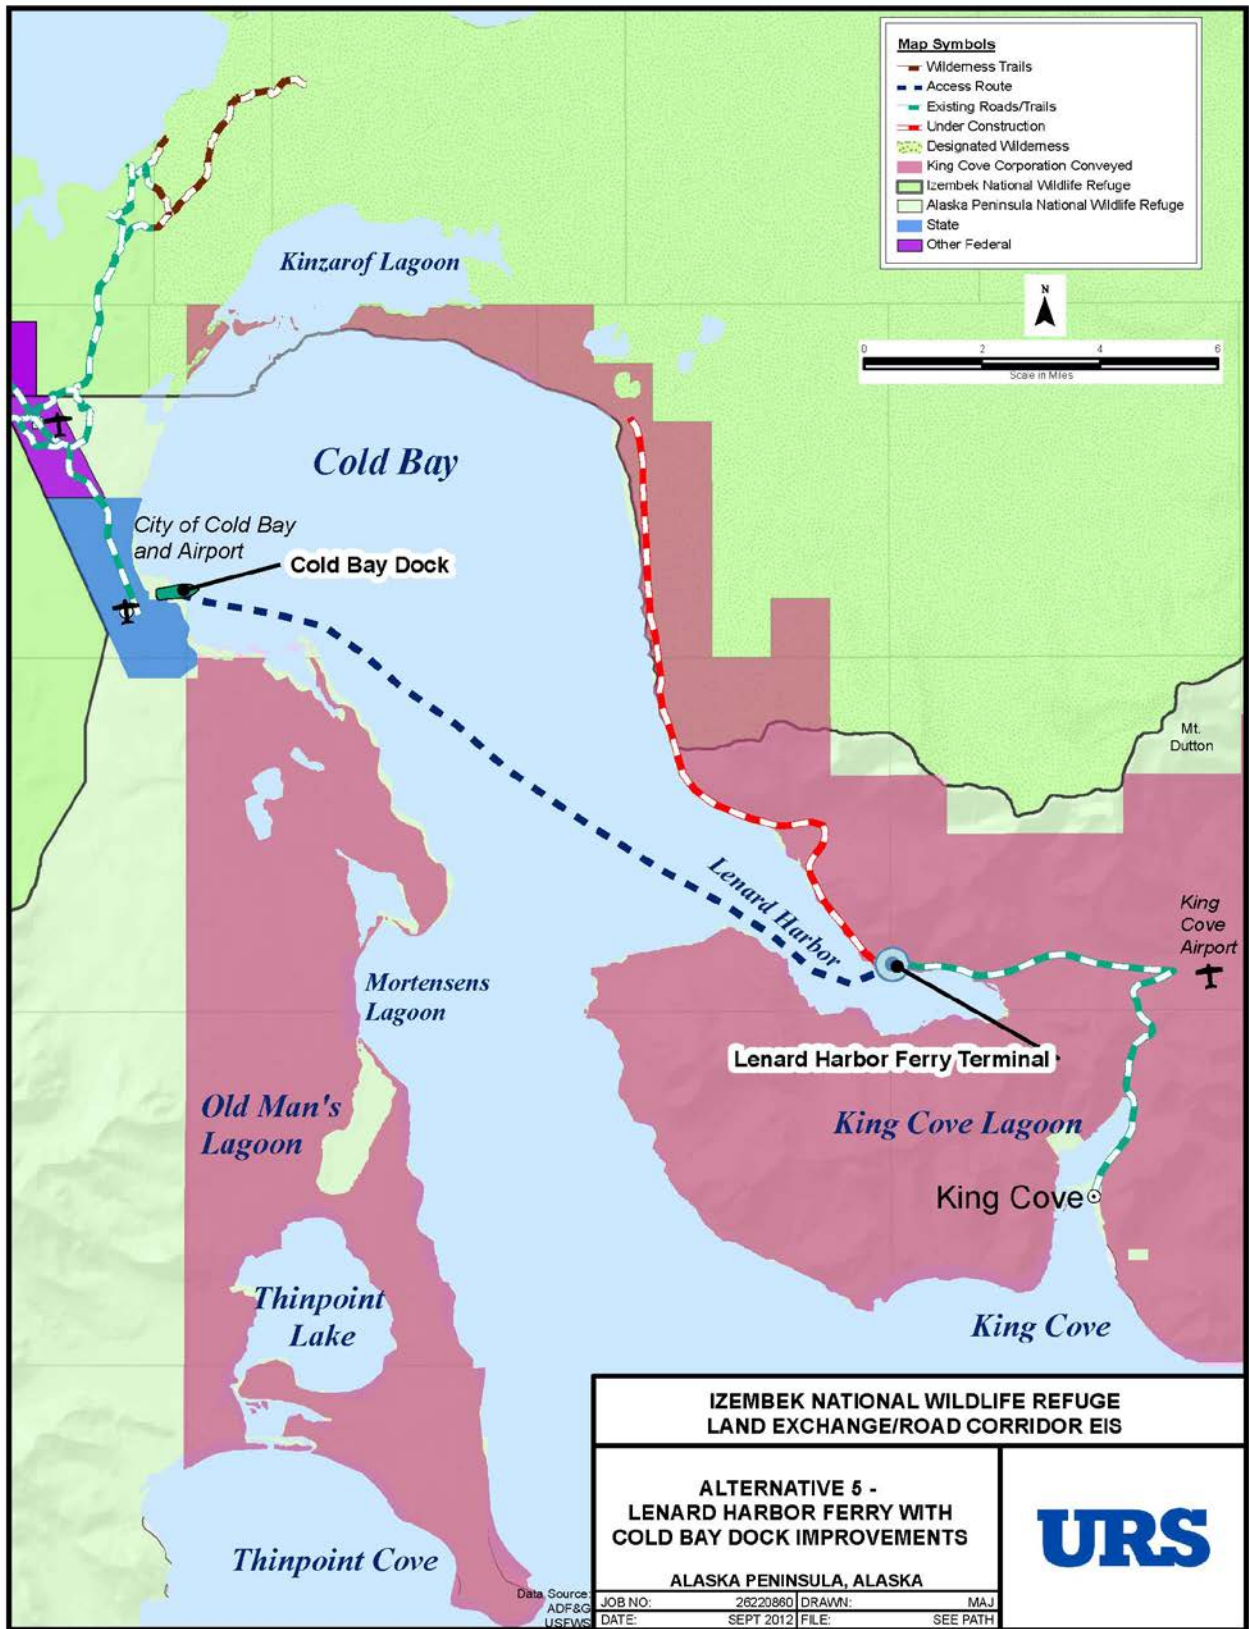 Map Symbols
Wilderness Trails
Access Route
Existing Roads/Trails
Under Construction
Designated Wilderness
King Cove Corporation Conveyed
Izembek National Wildlife Refuge
Alaska Peninsula National Wildlife Refuge
State
Other Federal
N
0 2 4 6
Scale in Miles
Kinzarof Lagoon
Cold Bay
City of Cold Bay
and Airport
Cold Bay Dock
Mt.
Dutton
Lenard Harbor
King
Cove
Airport
Mortensens
Lagoon
Lenard Harbor Ferry Terminal
Old Man's
Lagoon
King Cove Lagoon
King Cove
Thinpoint
Lake
King Cove
Thinpoint Cove
Data Source:
ADF&G
USFWS
IZEMBEK NATIONAL WILDLIFE REFUGE
LAND EXCHANGE/ROAD CORRIDOR EIS
ALTERNATIVE 5 -
LENARD HARBOR FERRY WITH
COLD BAY DOCK IMPROVEMENTS
ALASKA PENINSULA, ALASKA
JOB NO: 26220860 DRAWN: MAJ
DATE: SEPT 2012 FILE: SEE PATH
URS